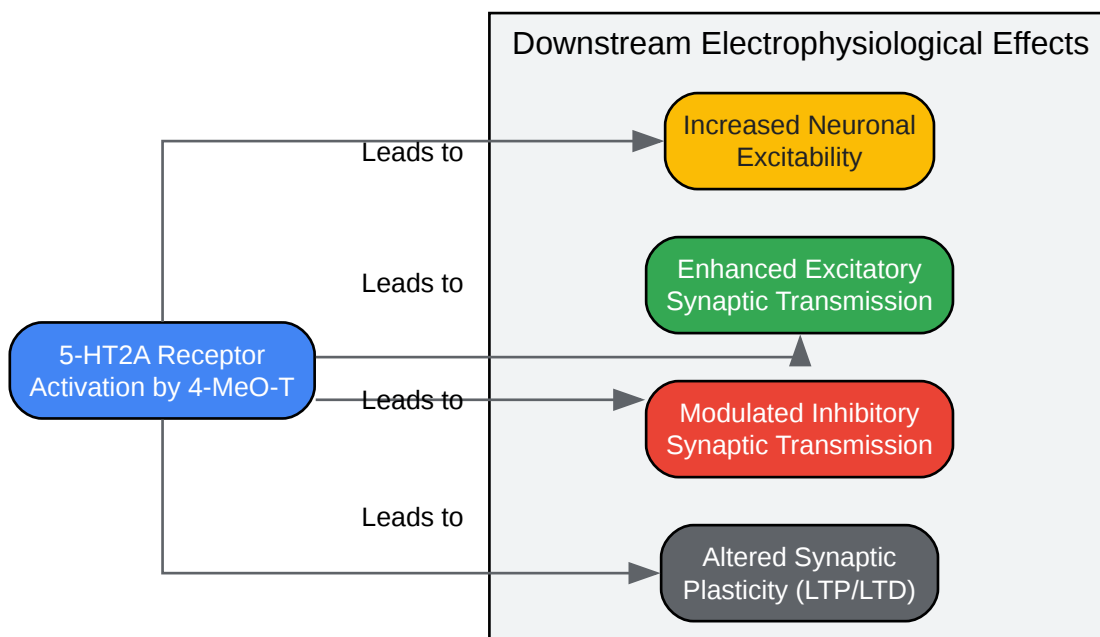 Downstream Electrophysiological Effects
Increased Neuronal
Excitability
Leads to
Enhanced Excitatory
Synaptic Transmission
Leads to
5-HT2A Receptor
Activation by 4-MeO-T
Leads to
Modulated Inhibitory
Synaptic Transmission
Leads to
Altered Synaptic
Plasticity (LTP/LTD)